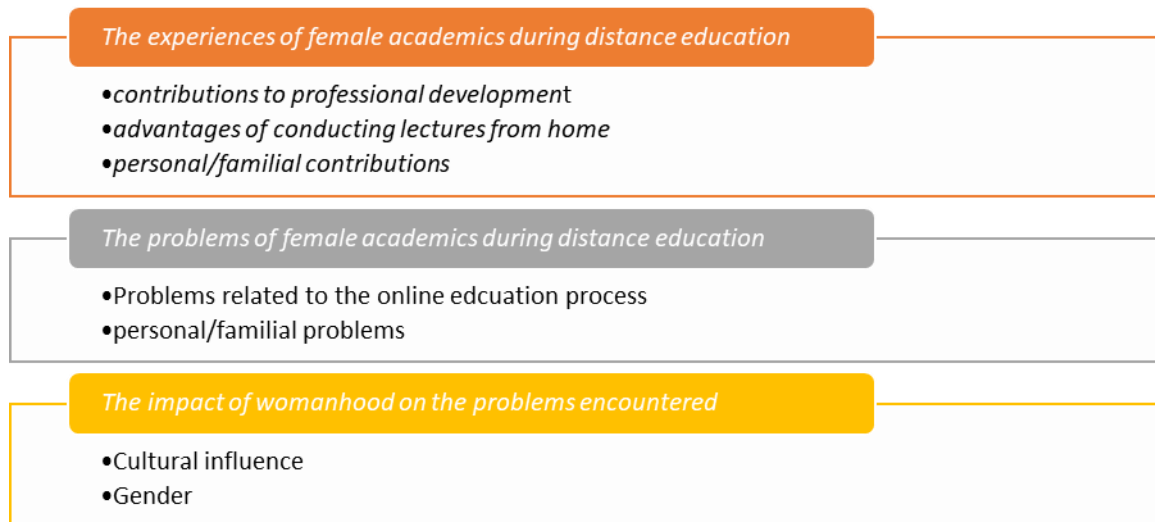 The experiences of female academics during distance education
•contributions to professional development
•advantages of conducting lectures from home
•personal/familial contributions
The problems of female academics during distance education
•Problems related to the online edcuation process
•personal/familial problems
The impact of womanhood on the problems encountered
•Cultural influence
•Gender